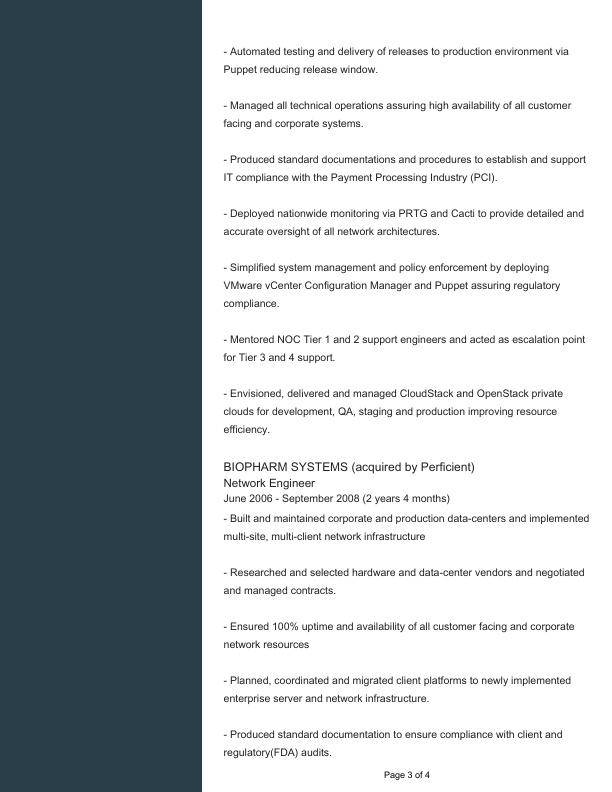 - Automated testing and delivery of releases to production environment via
Puppet reducing release window.
- Managed all technical operations assuring high availability of all customer
facing and corporate systems.
- Produced standard documentations and procedures to establish and support
IT compliance with the Payment Processing Industry (PCI).
- Deployed nationwide monitoring via PRTG and Cacti to provide detailed and
accurate oversight of all network architectures.
- Simplified system management and policy enforcement by deploying
VMware vCenter Configuration Manager and Puppet assuring regulatory
compliance.
- Mentored NOC Tier 1 and 2 support engineers and acted as escalation point
for Tier 3 and 4 support.
- Envisioned, delivered and managed CloudStack and OpenStack private
clouds for development, QA, staging and production improving resource
efficiency.
BIOPHARM SYSTEMS (acquired by Perficient)
Network Engineer
June 2006 - September 2008 (2 years 4 months)
- Built and maintained corporate and production data-centers and implemented
multi-site, multi-client network infrastructure
- Researched and selected hardware and data-center vendors and negotiated
and managed contracts.
- Ensured 100% uptime and availability of all customer facing and corporate
network resources
- Planned, coordinated and migrated client platforms to newly implemented
enterprise server and network infrastructure.
- Produced standard documentation to ensure compliance with client and
regulatory(FDA) audits.
Page 3 of 4